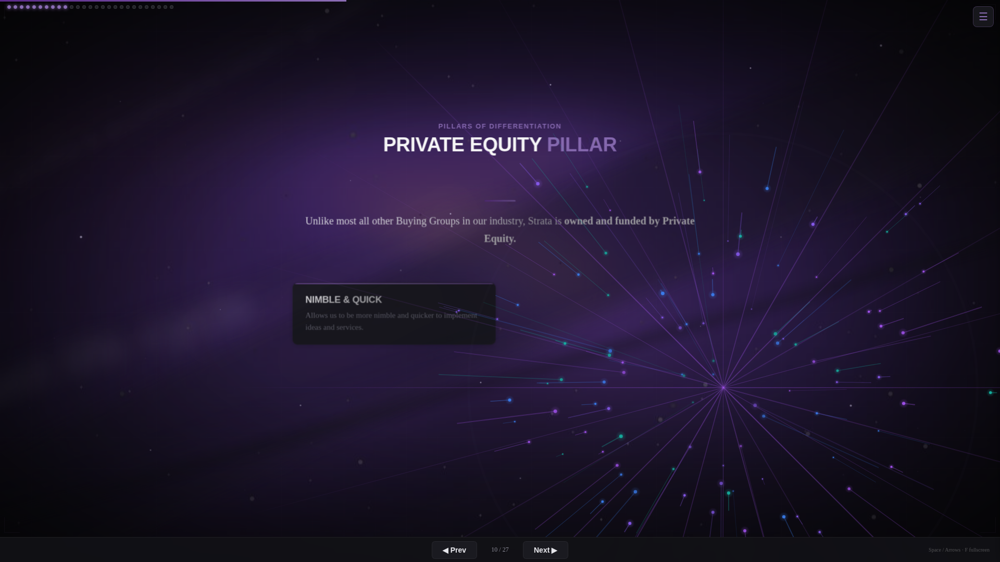 ☰
PILLARS OF DIFFERENTIATION
PRIVATE EQUITY PILLAR
Unlike most all other Buying Groups in our industry, Strata is owned and funded by Private
Equity.
NIMBLE & QUICK
Allows us to be more nimble and quicker to implement
ideas and services.
◀ Prev
10 / 27
Next ▶
Space / Arrows · F fullscreen